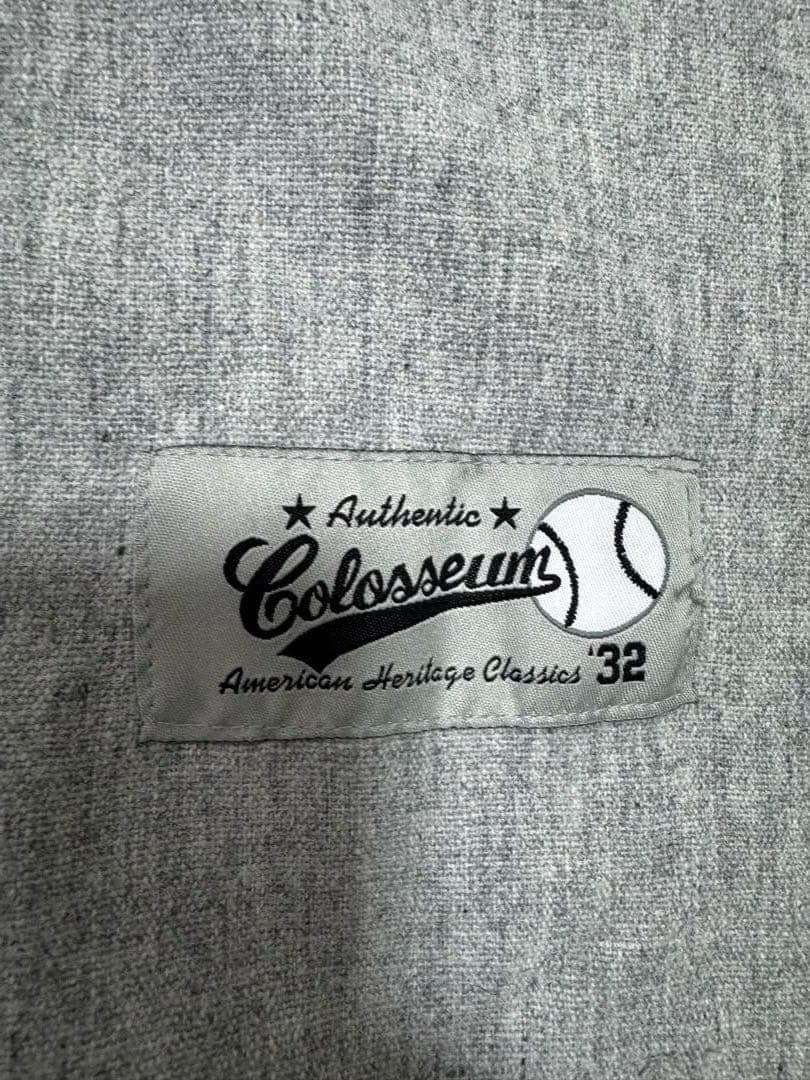 ★ Authentic ★
Colosseum
American Heritage Classics '32